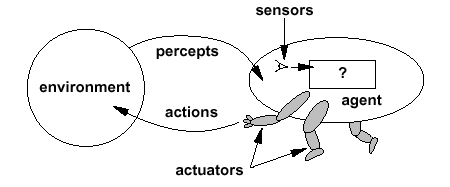 sensors
percepts
environment
?
agent
actions
actuators